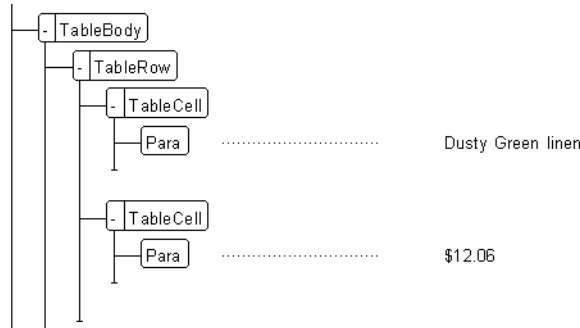 - TableBody
- TableRow
- TableCell
Para Dusty Green linen
- TableCell
Para $12.06